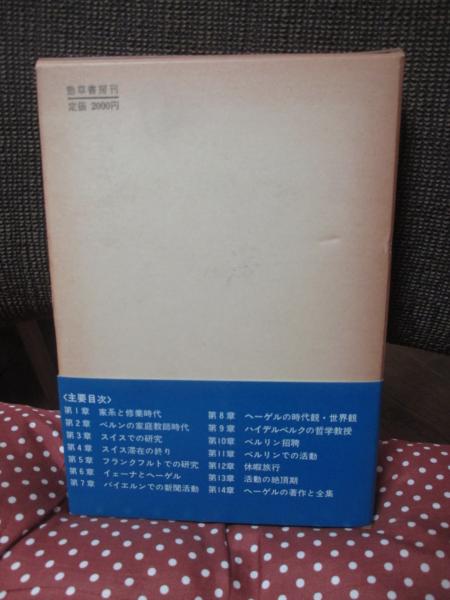 勁草書房刊
定価 2000円
〈主要目次〉
第1章 家系と修業時代
第2章 ベルンの家庭教師時代
第3章 スイスでの研究
第4章 スイス滞在の終り
第5章 フランクフルトでの研究
第6章 イェーナとヘーゲル
第7章 バイエルンでの新聞活動
第8章 ヘーゲルの時代観・世界観
第9章 ハイデルベルクの哲学教授
第10章 ベルリン招聘
第11章 ベルリンでの活動
第12章 休暇旅行
第13章 活動の絶頂期
第14章 ヘーゲルの著作と全集